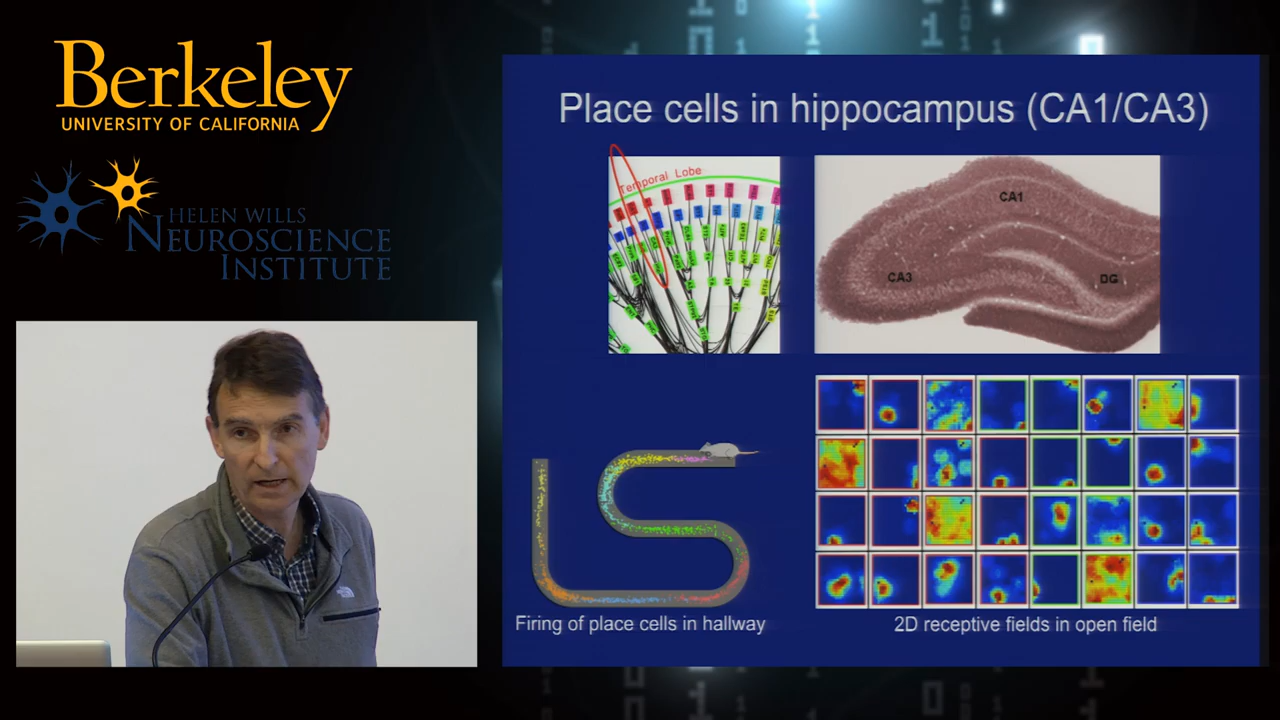 Berkeley
UNIVERSITY OF CALIFORNIA
HELEN WILLS
NEUROSCIENCE
INSTITUTE
Place cells in hippocampus (CA1/CA3)
Temporal Lobe
CA1
CA3
DG
Firing of place cells in hallway
2D receptive fields in open field